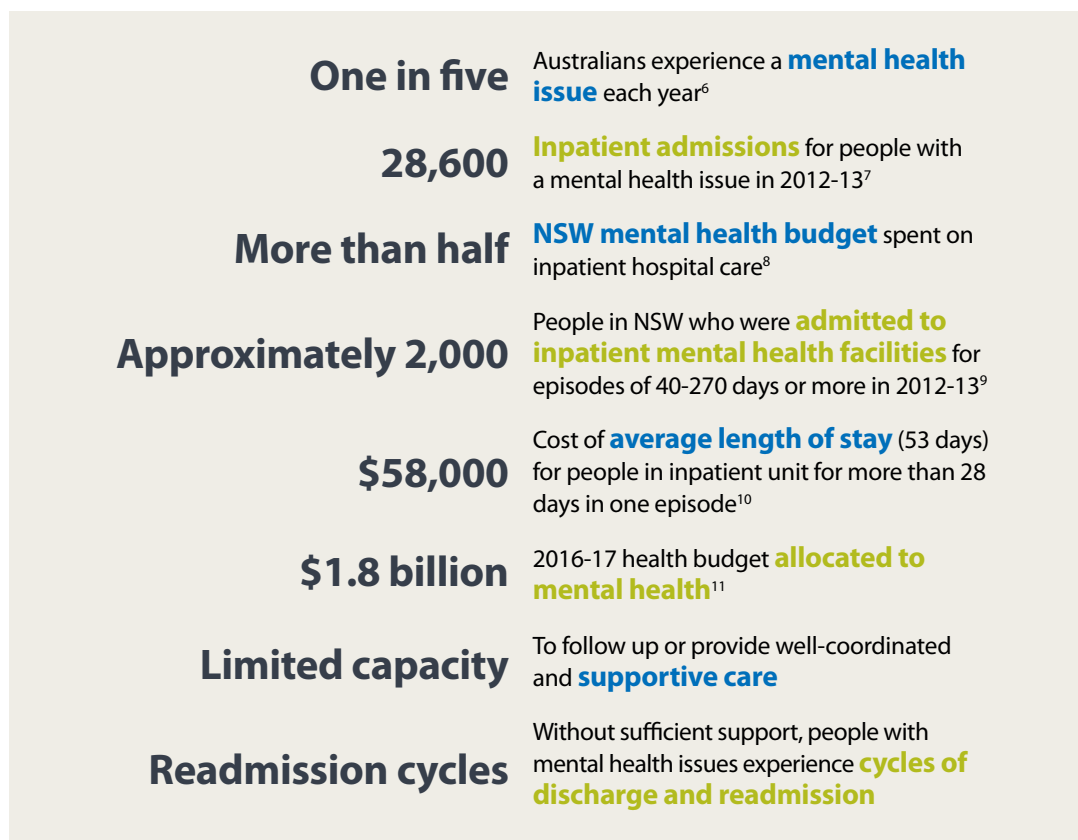 One in five
Australians experience a mental health
issue each year⁶
28,600
Inpatient admissions for people with
a mental health issue in 2012-13⁷
More than half
NSW mental health budget spent on
inpatient hospital care⁸
Approximately 2,000
People in NSW who were admitted to
inpatient mental health facilities for
episodes of 40-270 days or more in 2012-13⁹
$58,000
Cost of average length of stay (53 days)
for people in inpatient unit for more than 28
days in one episode¹⁰
$1.8 billion
2016-17 health budget allocated to
mental health¹¹
Limited capacity
To follow up or provide well-coordinated
and supportive care
Readmission cycles
Without sufficient support, people with
mental health issues experience cycles of
discharge and readmission